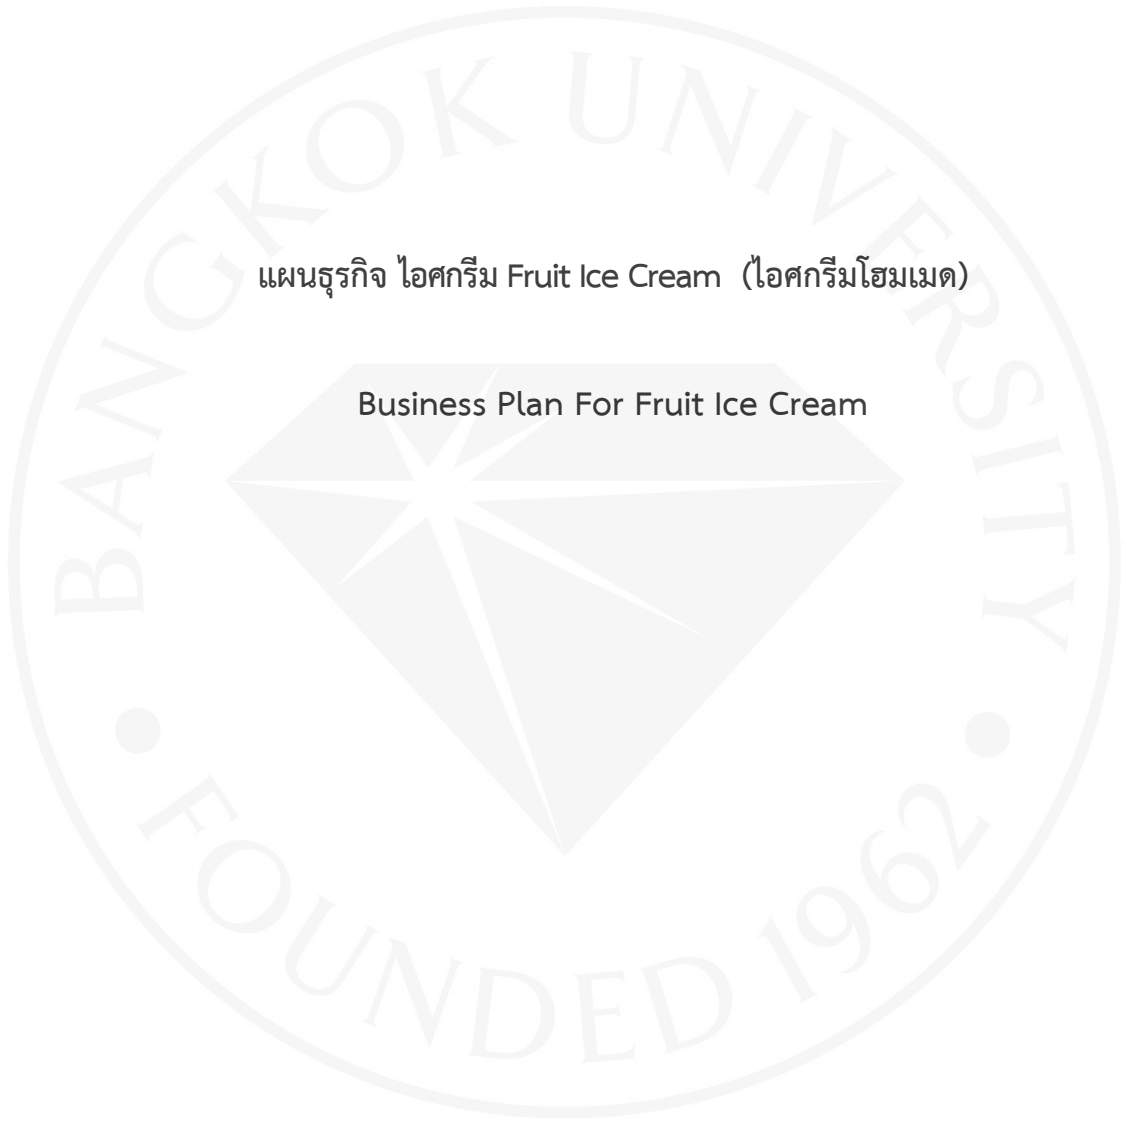 แผนธุรกิจ ไอศกรีม Fruit Ice Cream (ไอศกรีมโฮมเมด)
Business Plan For Fruit Ice Cream
BANGKOK UNIVERSITY
• FOUNDED 1962 •